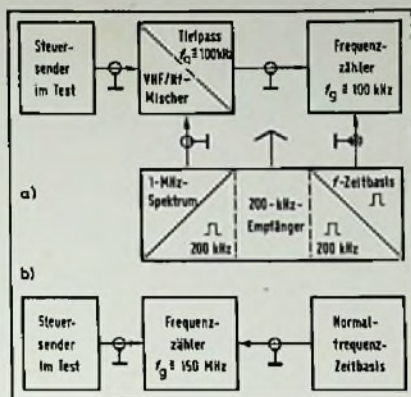 Steuer-
sender
im Test
Tiefpass
fg ≅ 100kHz
VHF/Nf-
Mischer
Frequenz-
zähler
fg ≅ 100 kHz
a)
1-MHz-
Spektrum
200 kHz
200-kHz-
Empfänger
f-Zeitbasis
200 kHz
b)
Steuer-
sender
im Test
Frequenz-
zähler
fg ≅ 150 MHz
Normal-
frequenz-
Zeitbasis